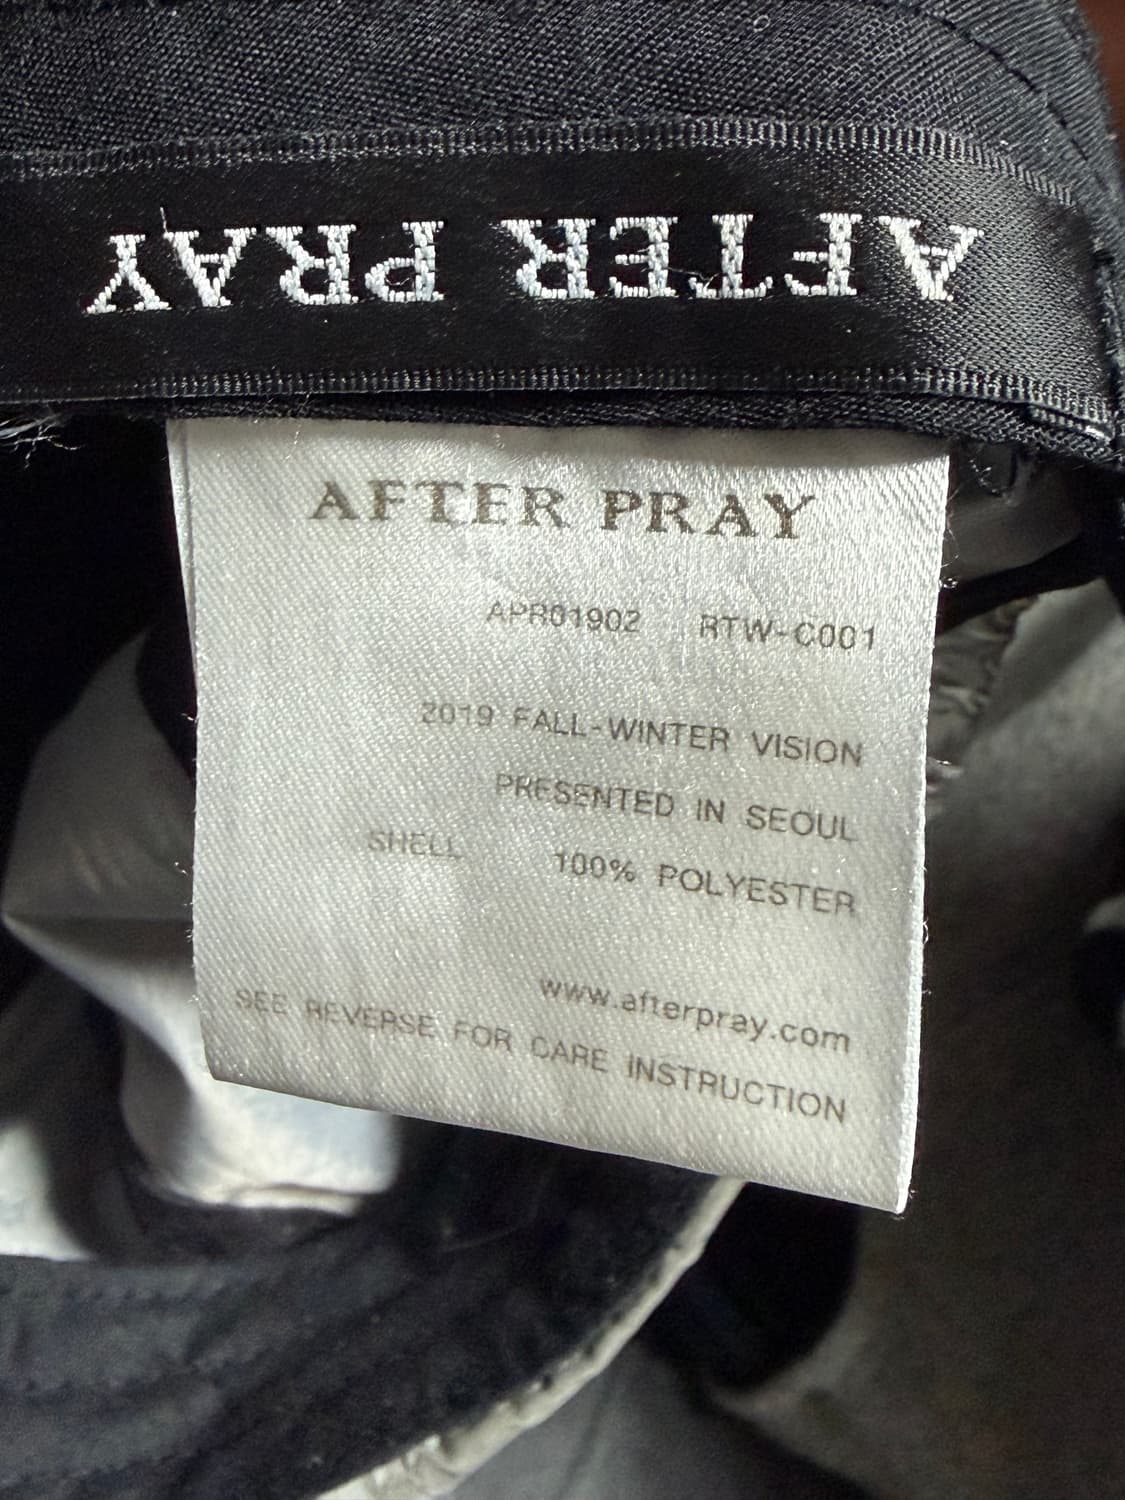 AFTER PRAY
AFTER PRAY
APR01902 RTW-C001
2019 FALL-WINTER VISION
PRESENTED IN SEOUL
SHELL 100% POLYESTER
www.afterpray.com
SEE REVERSE FOR CARE INSTRUCTION